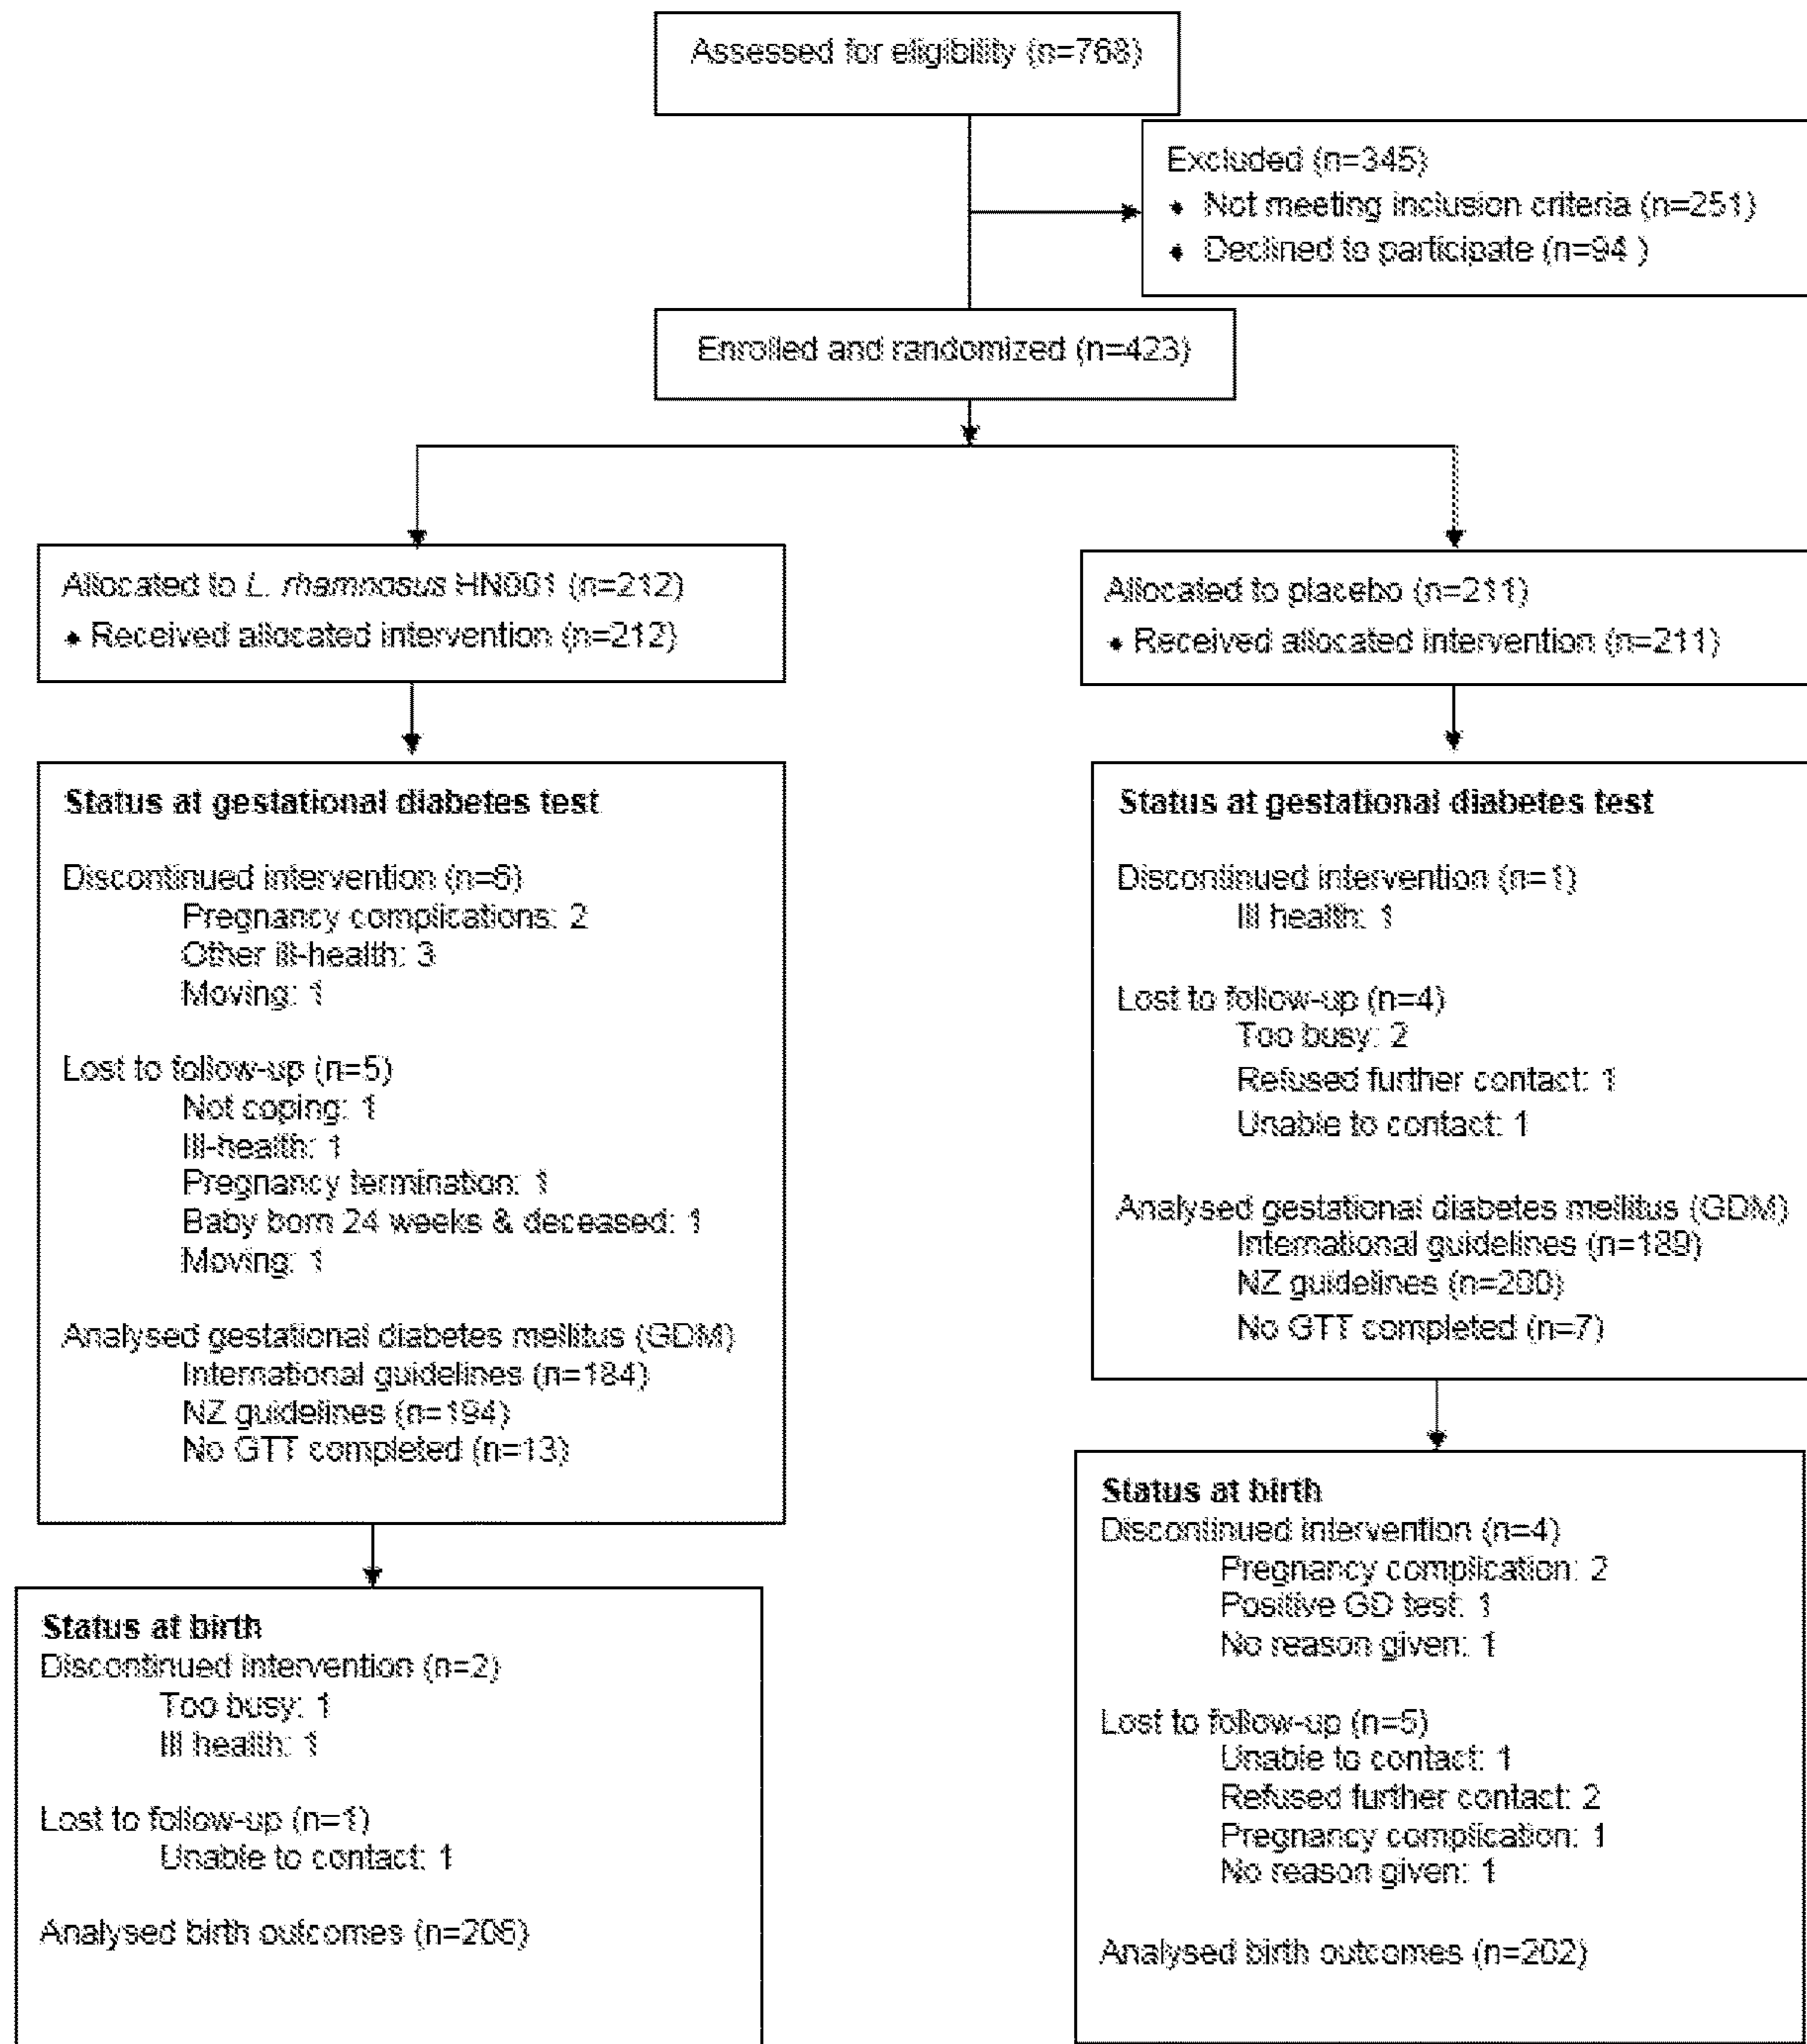 Assessed for eligibility (n=768)
Excluded (n=345)
• Not meeting inclusion criteria (n=251)
• Declined to participate (n=94 )
Enrolled and randomized (n=423)
Allocated to L. rhamnosus HN001 (n=212)
• Received allocated intervention (n=212)
Allocated to placebo (n=211)
• Received allocated intervention (n=211)
Status at gestational diabetes test
Discontinued intervention (n=6)
Pregnancy complications: 2
Other ill-health: 3
Moving: 1
Lost to follow-up (n=5)
Not coping: 1
Ill-health: 1
Pregnancy termination: 1
Baby born 24 weeks & deceased: 1
Moving: 1
Analysed gestational diabetes mellitus (GDM)
International guidelines (n=184)
NZ guidelines (n=194)
No GTT completed (n=13)
Status at gestational diabetes test
Discontinued intervention (n=1)
Ill health: 1
Lost to follow-up (n=4)
Too busy: 2
Refused further contact: 1
Unable to contact: 1
Analysed gestational diabetes mellitus (GDM)
International guidelines (n=189)
NZ guidelines (n=200)
No GTT completed (n=7)
Status at birth
Discontinued intervention (n=2)
Too busy: 1
Ill health: 1
Lost to follow-up (n=1)
Unable to contact: 1
Analysed birth outcomes (n=206)
Status at birth
Discontinued intervention (n=4)
Pregnancy complication: 2
Positive GD test: 1
No reason given: 1
Lost to follow-up (n=5)
Unable to contact: 1
Refused further contact: 2
Pregnancy complication: 1
No reason given: 1
Analysed birth outcomes (n=202)